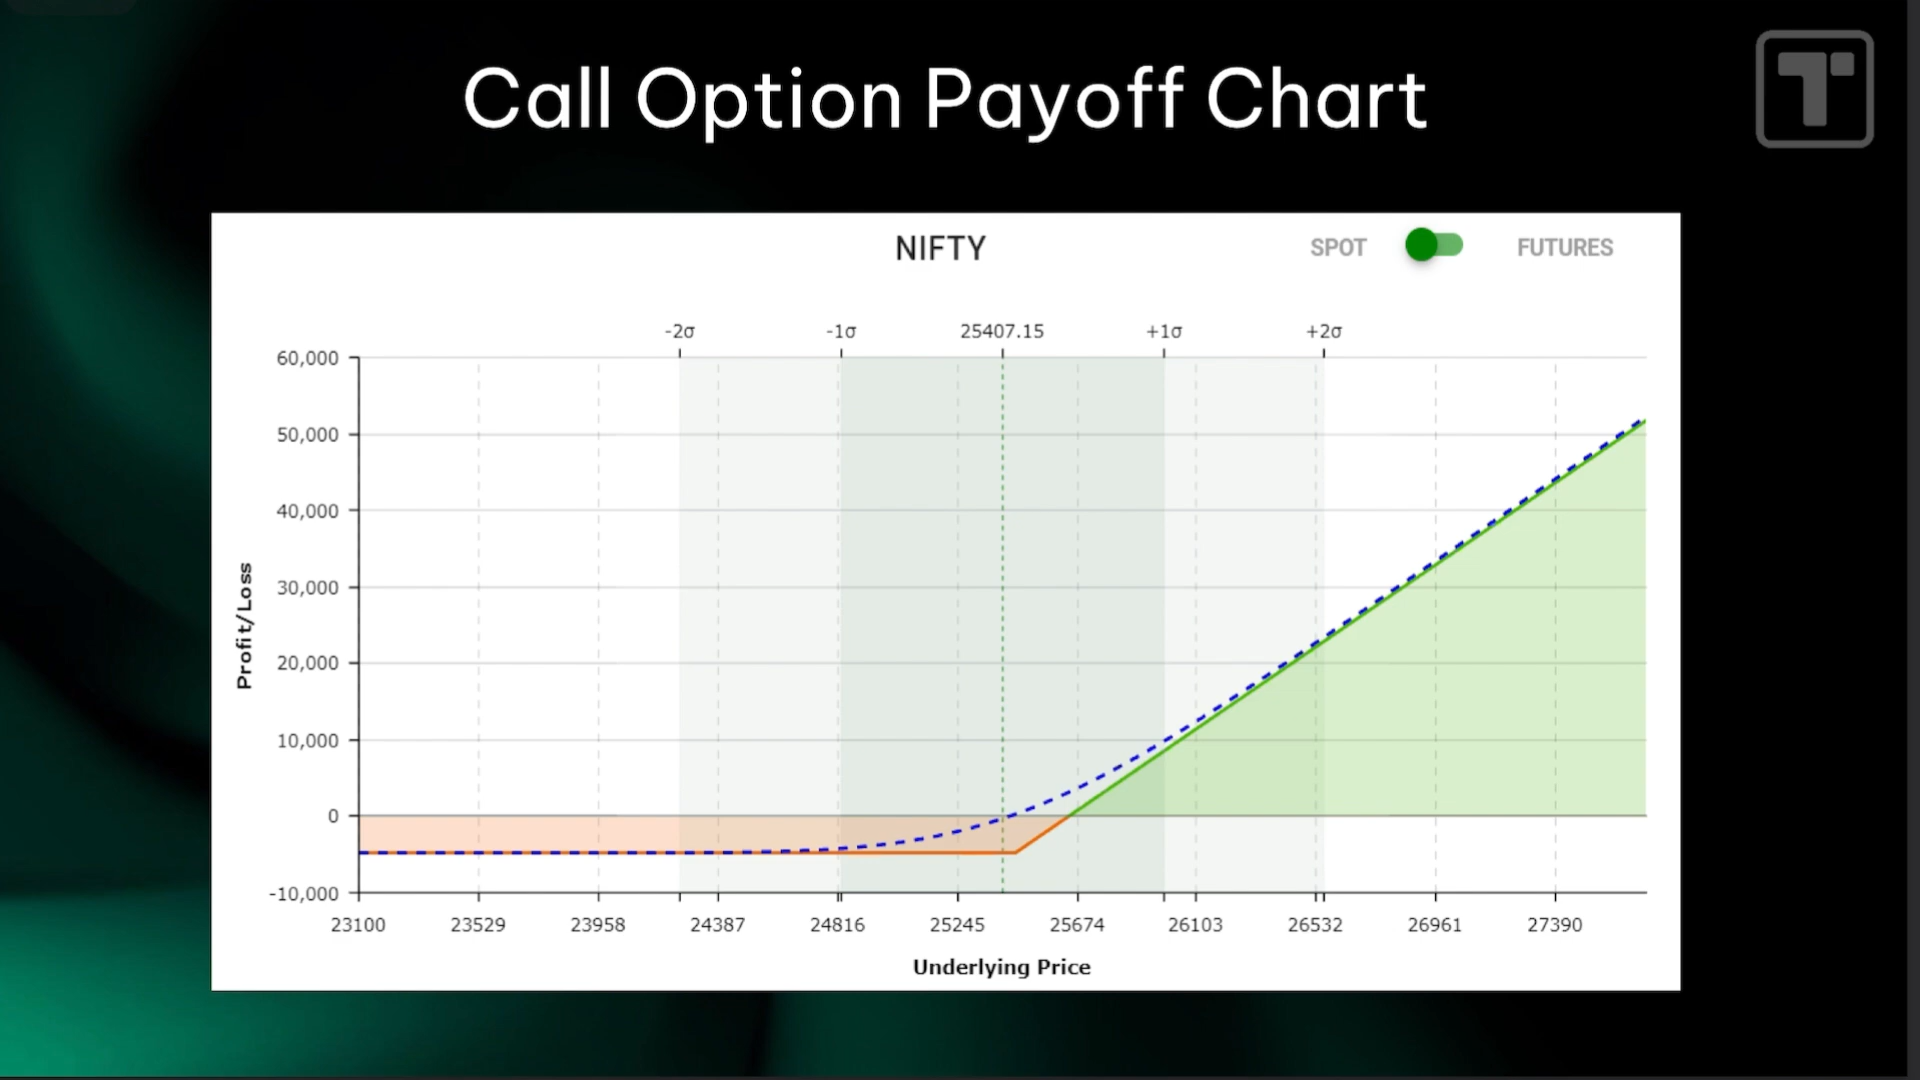 Call Option Payoff Chart
T
NIFTY
SPOT FUTURES
-2σ -1σ 25407.15 +1σ +2σ
60,000
50,000
40,000
30,000
20,000
10,000
0
-10,000
Profit/Loss
23100 23529 23958 24387 24816 25245 25674 26103 26532 26961 27390
Underlying Price